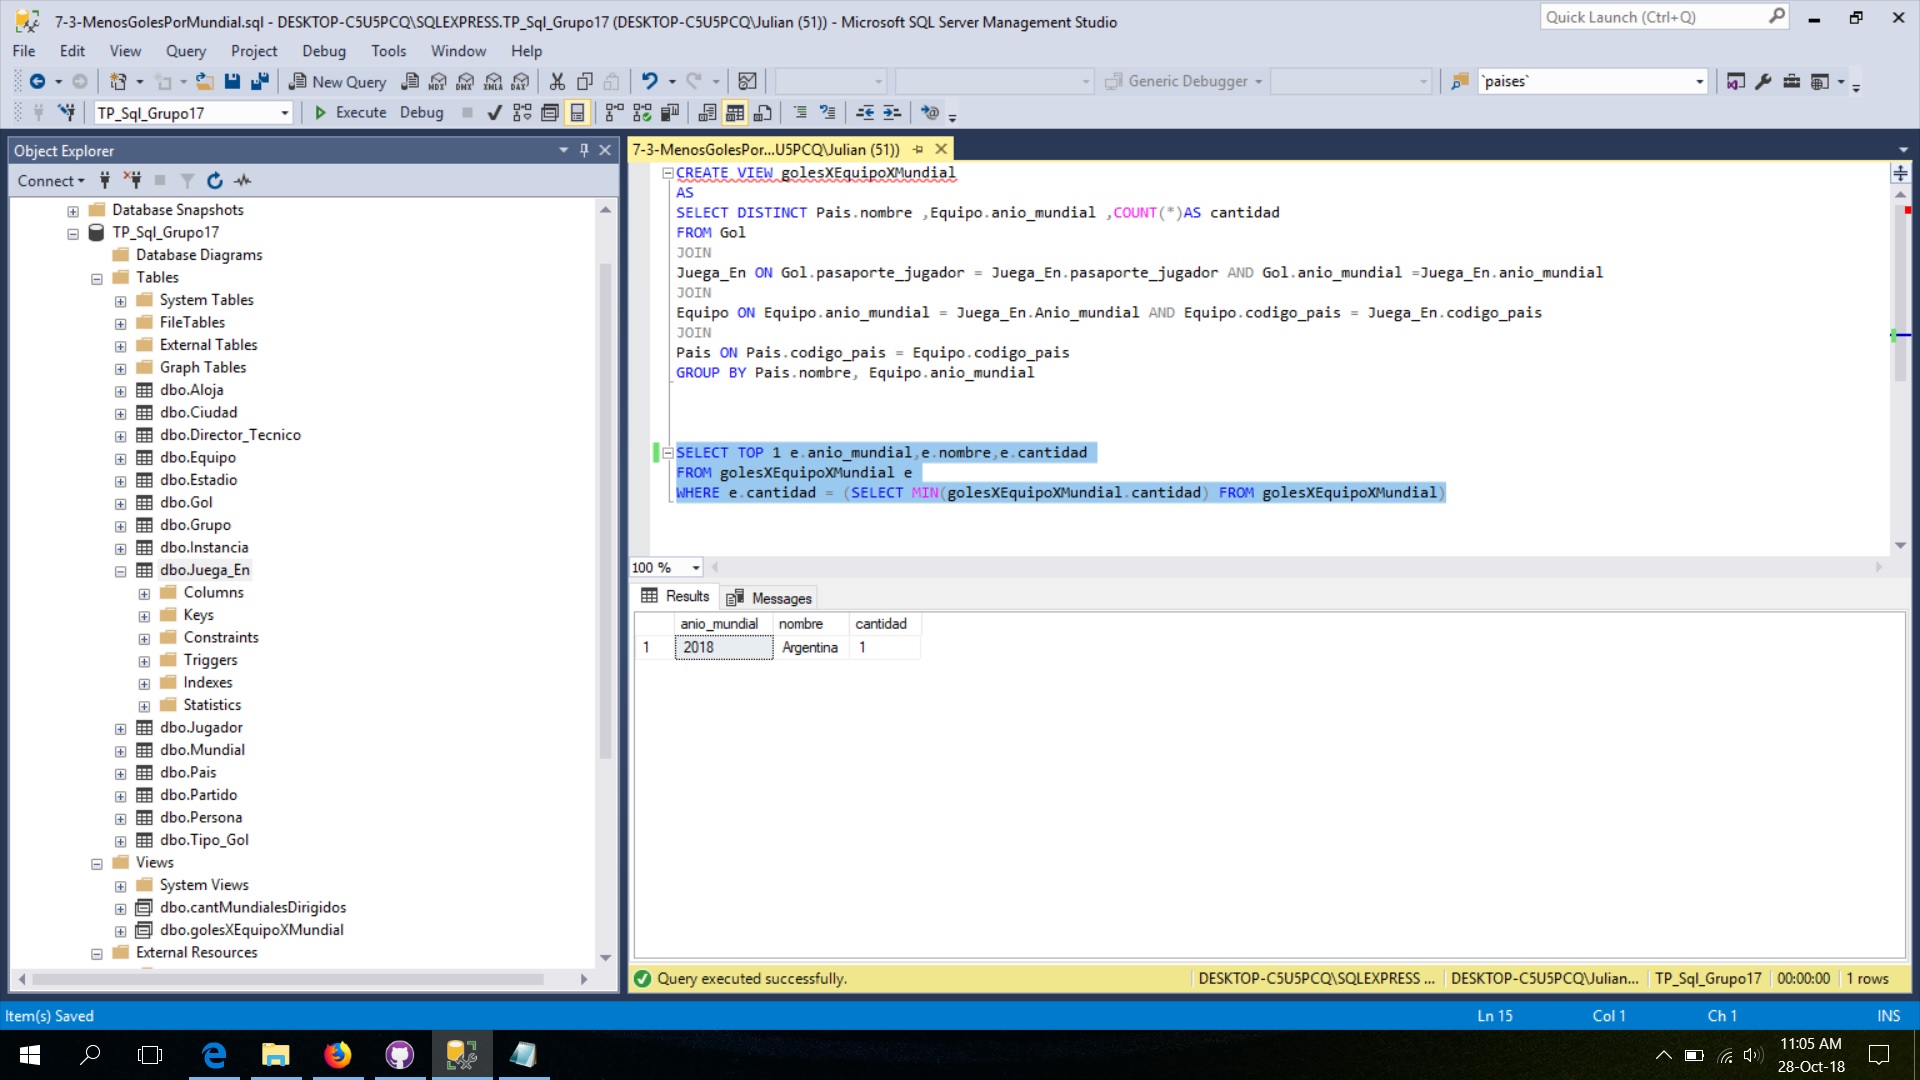 7-3-MenosGolesPorMundial.sql - DESKTOP-C5U5PCQ\SQLEXPRESS.TP_Sql_Grupo17 (DESKTOP-C5U5PCQ\Julian (51)) - Microsoft SQL Server Management Studio
Quick Launch (Ctrl+Q)
File Edit View Query Project Debug Tools Window Help
New Query
MDX DMX XMLA DAX
Generic Debugger
`paises`
TP_Sql_Grupo17
Execute Debug
Object Explorer
Connect
Database Snapshots
TP_Sql_Grupo17
Database Diagrams
Tables
System Tables
FileTables
External Tables
Graph Tables
dbo.Aloja
dbo.Ciudad
dbo.Director_Tecnico
dbo.Equipo
dbo.Estadio
dbo.Gol
dbo.Grupo
dbo.Instancia
dbo.Juega_En
Columns
Keys
Constraints
Triggers
Indexes
Statistics
dbo.Jugador
dbo.Mundial
dbo.Pais
dbo.Partido
dbo.Persona
dbo.Tipo_Gol
Views
System Views
dbo.cantMundialesDirigidos
dbo.golesXEquipoXMundial
External Resources
7-3-MenosGolesPor...U5PCQ\Julian (51))
CREATE VIEW golesXEquipoXMundial
AS
SELECT DISTINCT Pais.nombre ,Equipo.anio_mundial ,COUNT(*)AS cantidad
FROM Gol
JOIN
Juega_En ON Gol.pasaporte_jugador = Juega_En.pasaporte_jugador AND Gol.anio_mundial =Juega_En.anio_mundial
JOIN
Equipo ON Equipo.anio_mundial = Juega_En.Anio_mundial AND Equipo.codigo_pais = Juega_En.codigo_pais
JOIN
Pais ON Pais.codigo_pais = Equipo.codigo_pais
GROUP BY Pais.nombre, Equipo.anio_mundial
SELECT TOP 1 e.anio_mundial,e.nombre,e.cantidad
FROM golesXEquipoXMundial e
WHERE e.cantidad = (SELECT MIN(golesXEquipoXMundial.cantidad) FROM golesXEquipoXMundial)
100 %
Results Messages
anio_mundial nombre cantidad
1 2018 Argentina 1
Query executed successfully.
DESKTOP-C5U5PCQ\SQLEXPRESS ... DESKTOP-C5U5PCQ\Julian... TP_Sql_Grupo17 00:00:00 1 rows
Item(s) Saved
Ln 15 Col 1 Ch 1 INS
11:05 AM
28-Oct-18